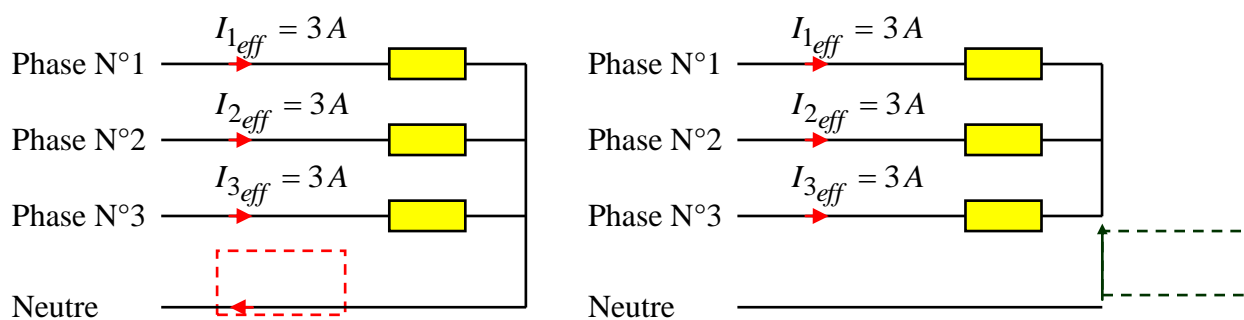 I1eff = 3 A
Phase N°1
I2eff = 3 A
Phase N°2
I3eff = 3 A
Phase N°3
Neutre
I1eff = 3 A
Phase N°1
I2eff = 3 A
Phase N°2
I3eff = 3 A
Phase N°3
Neutre